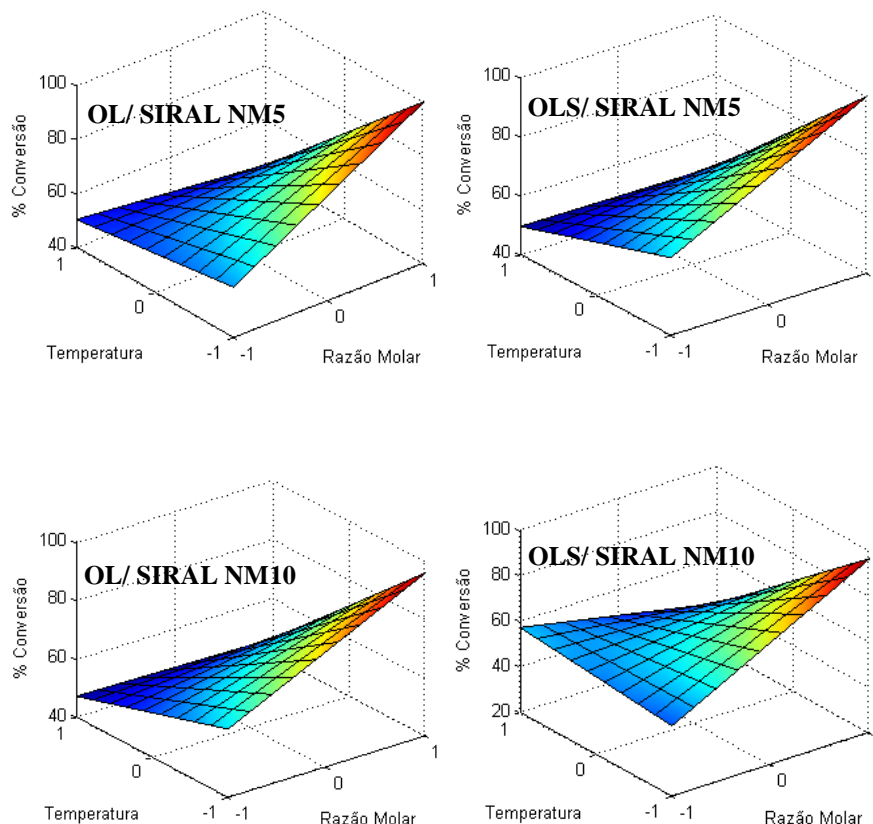 OL/ SIRAL NM5
% Conversão
100
80
60
40
1
0
-1
Temperatura
-1
0
1
Razão Molar
OLS/ SIRAL NM5
% Conversão
100
80
60
40
1
0
-1
Temperatura
-1
0
Razão Molar
OL/ SIRAL NM10
% Conversão
100
80
60
40
1
0
-1
Temperatura
-1
0
1
Razão Molar
OLS/ SIRAL NM10
% Conversão
100
80
60
40
20
1
0
-1
Temperatura
-1
0
Razão Molar